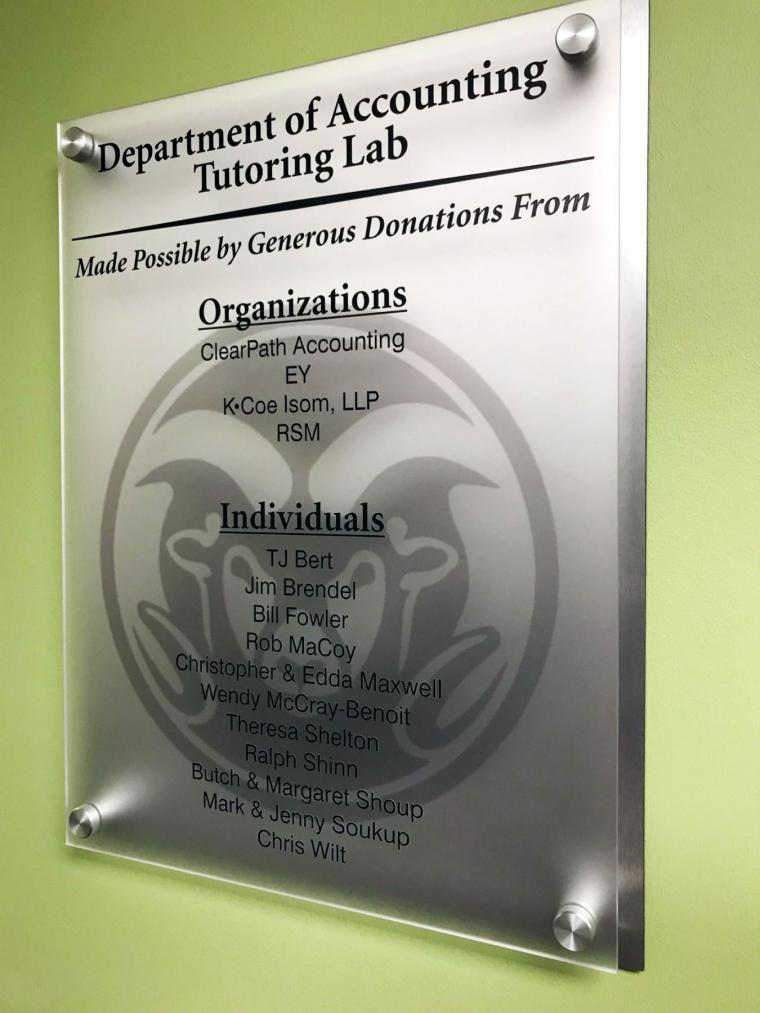 Department of Accounting
Tutoring Lab
Made Possible by Generous Donations From
Organizations
ClearPath Accounting
EY
K•Coe Isom, LLP
RSM
Individuals
TJ Bert
Jim Brendel
Bill Fowler
Rob MaCoy
Christopher & Edda Maxwell
Wendy McCray-Benoit
Theresa Shelton
Ralph Shinn
Butch & Margaret Shoup
Mark & Jenny Soukup
Chris Wilt